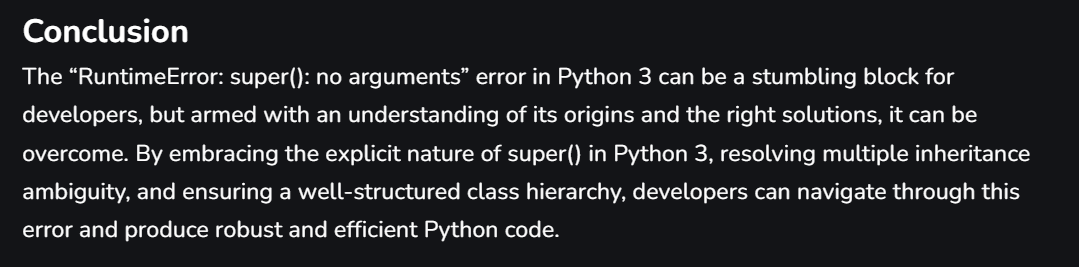 Conclusion
The “RuntimeError: super(): no arguments” error in Python 3 can be a stumbling block for
developers, but armed with an understanding of its origins and the right solutions, it can be
overcome. By embracing the explicit nature of super() in Python 3, resolving multiple inheritance
ambiguity, and ensuring a well-structured class hierarchy, developers can navigate through this
error and produce robust and efficient Python code.